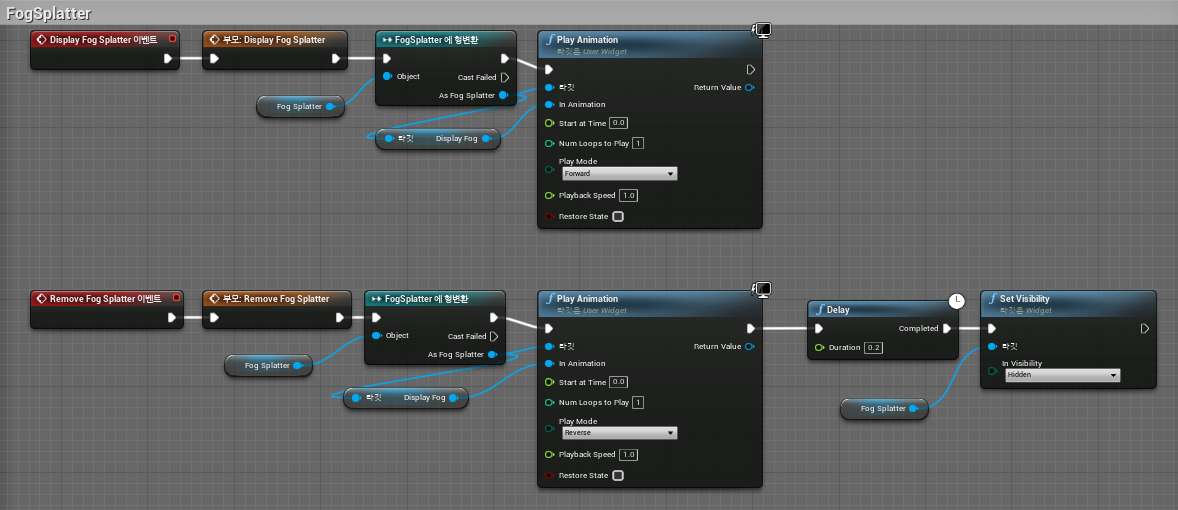 FogSplatter
Display Fog Splatter 이벤트
부모: Display Fog Splatter
FogSplatter 에 형변환
Object
Cast Failed
As Fog Splatter
Fog Splatter
타깃
Display Fog
Play Animation
타깃은 User Widget
타깃
Return Value
In Animation
Start at Time 0.0
Num Loops to Play 1
Play Mode
Forward
Playback Speed 1.0
Restore State
Remove Fog Splatter 이벤트
부모: Remove Fog Splatter
FogSplatter 에 형변환
Object
Cast Failed
As Fog Splatter
Fog Splatter
타깃
Display Fog
Play Animation
타깃은 User Widget
타깃
Return Value
In Animation
Start at Time 0.0
Num Loops to Play 1
Play Mode
Reverse
Playback Speed 1.0
Restore State
Delay
Completed
Duration 0.2
Set Visibility
타깃은 Widget
타깃
In Visibility
Hidden
Fog Splatter